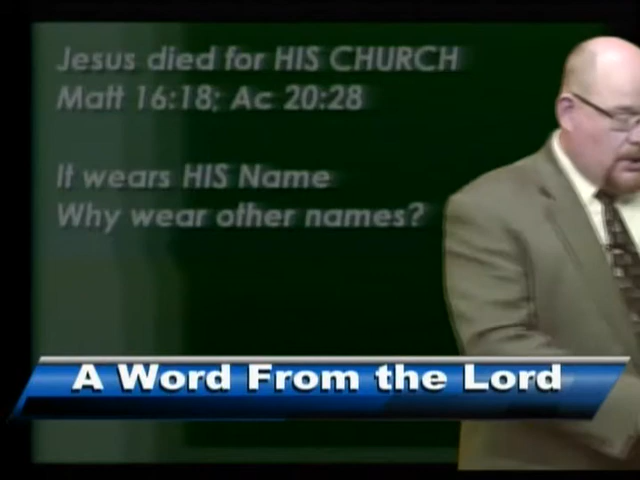 Jesus died for HIS CHURCH
Matt 16:18; Ac 20:28
It wears HIS Name
Why wear other names?
A Word From the Lord